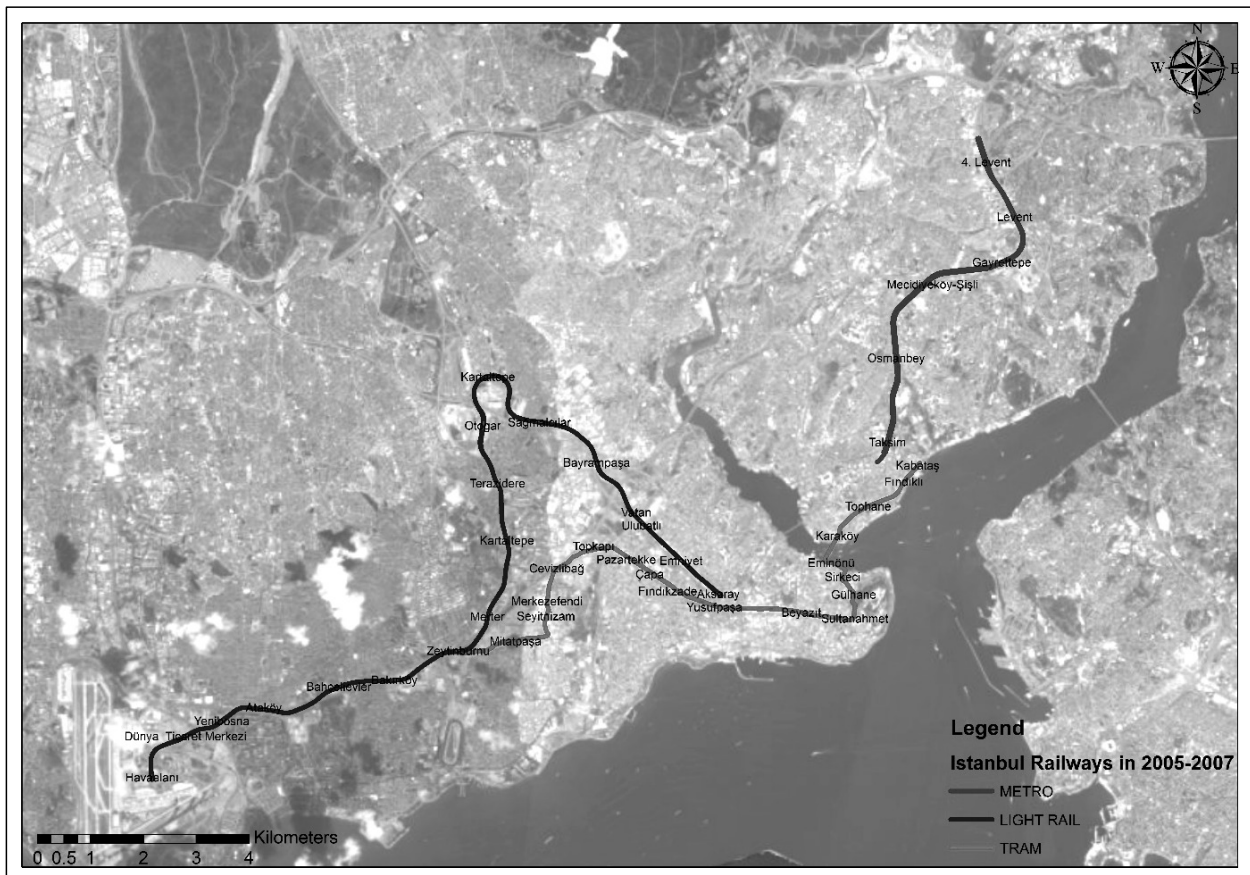 N
W E
S
4. Levent
Levent
Gayrettepe
Mecidiyeköy-Şişli
Osmanbey
Kartaltepe
Otogar
Sağmalcılar
Taksim
Bayrampaşa
Kabataş
Fındıklı
Terazidere
Tophane
Vatan
Ulubatlı
Karaköy
Kartaltepe
Topkapı
Pazartekke
Emniyet
Eminönü
Cevizlibağ
Çapa
Sirkeci
Fındıkzade
Aksaray
Gülhane
Merkezefendi
Yusufpaşa
Beyazıt
Seyitnizam
Merter
Sultanahmet
Mitatpaşa
Zeytinburnu
Bahçelievler
Bakırköy
Ataköy
Yenibosna
Dünya Ticaret Merkezi
Havaalanı
Legend
Istanbul Railways in 2005-2007
METRO
LIGHT RAIL
TRAM
Kilometers
0 0.5 1 2 3 4